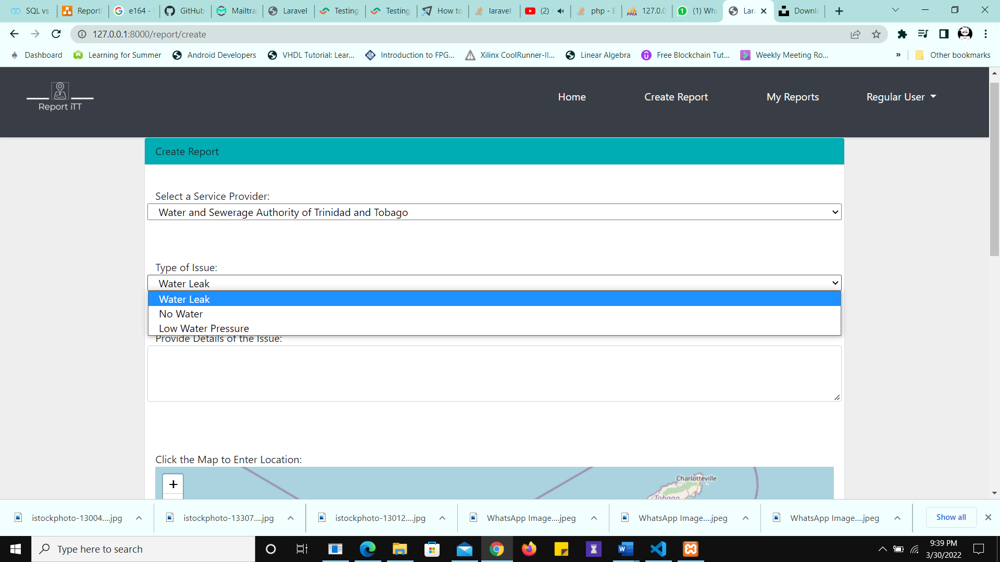 SQL vs
Report
e164 -
GitHub
Mailtra
Laravel
Testing
Testing
How to
laravel
(2)
php - E
PMA
127.0.0
1
(1) Wha
Lar
Downlo
127.0.0.1:8000/report/create
Dashboard
Learning for Summer
Android Developers
VHDL Tutorial: Lear...
Introduction to FPG...
Xilinx CoolRunner-II...
Linear Algebra
Free Blockchain Tut...
Weekly Meeting Ro...
»
Other bookmarks
Report iTT
Home
Create Report
My Reports
Regular User
Create Report
Select a Service Provider:
Water and Sewerage Authority of Trinidad and Tobago
Type of Issue:
Water Leak
Water Leak
No Water
Low Water Pressure
Provide Details of the Issue:
Click the Map to Enter Location:
+
Charlotteville
Tobago
istockphoto-13004....jpg
istockphoto-13307....jpg
istockphoto-13012....jpg
WhatsApp Image....jpeg
WhatsApp Image....jpeg
WhatsApp Image....jpeg
Show all
Type here to search
9:39 PM
3/30/2022